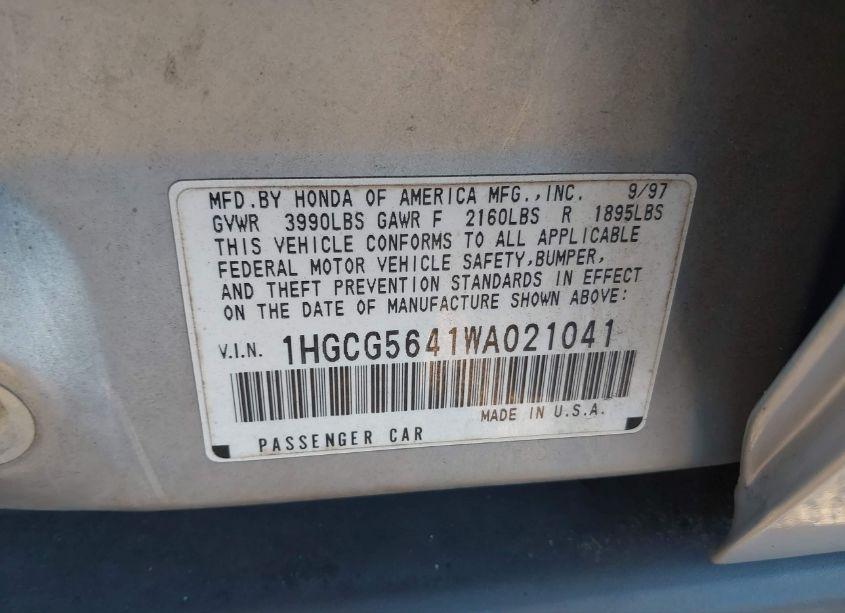 MFD.BY HONDA OF AMERICA MFG.,INC. 9/97
GVWR 3990LBS GAWR F 2160LBS R 1895LBS
THIS VEHICLE CONFORMS TO ALL APPLICABLE
FEDERAL MOTOR VEHICLE SAFETY,BUMPER,
AND THEFT PREVENTION STANDARDS IN EFFECT
ON THE DATE OF MANUFACTURE SHOWN ABOVE:
V.I.N. 1HGCG5641WA021041
MADE IN U.S.A.
PASSENGER CAR